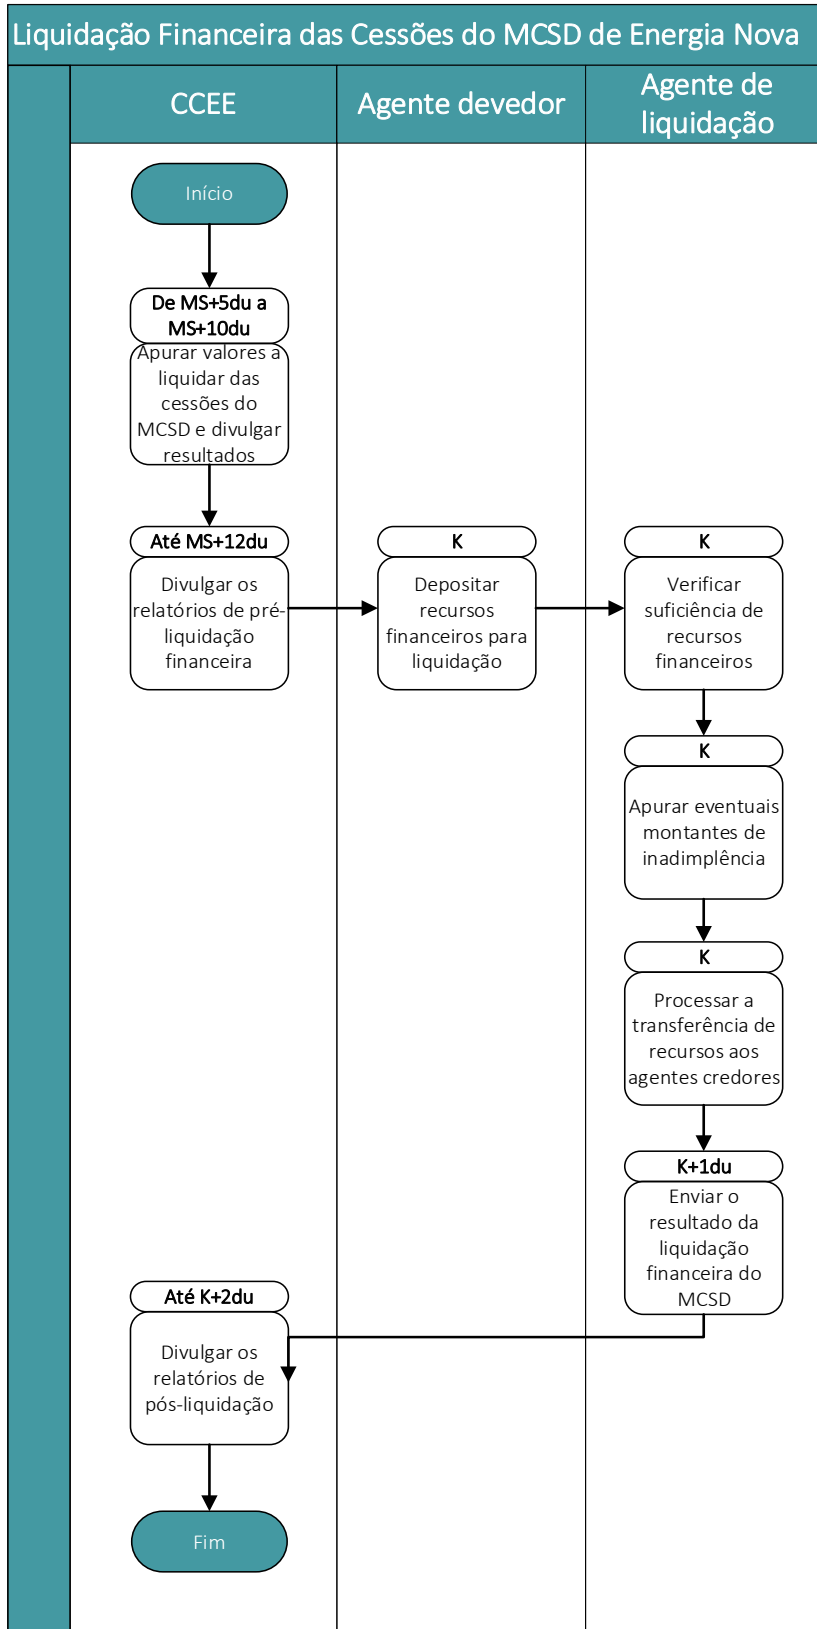 Liquidação Financeira das Cessões do MCSD de Energia Nova
CCEE
Agente devedor
Agente de
liquidação
Início
De MS+5du a
MS+10du
Apurar valores a
liquidar das
cessões do
MCSD e divulgar
resultados
Até MS+12du
Divulgar os
relatórios de pré-
liquidação
financeira
K
Depositar
recursos
financeiros para
liquidação
K
Verificar
suficiência de
recursos
financeiros
K
Apurar eventuais
montantes de
inadimplência
K
Processar a
transferência de
recursos aos
agentes credores
K+1du
Enviar o
resultado da
liquidação
financeira do
MCSD
Até K+2du
Divulgar os
relatórios de
pós-liquidação
Fim